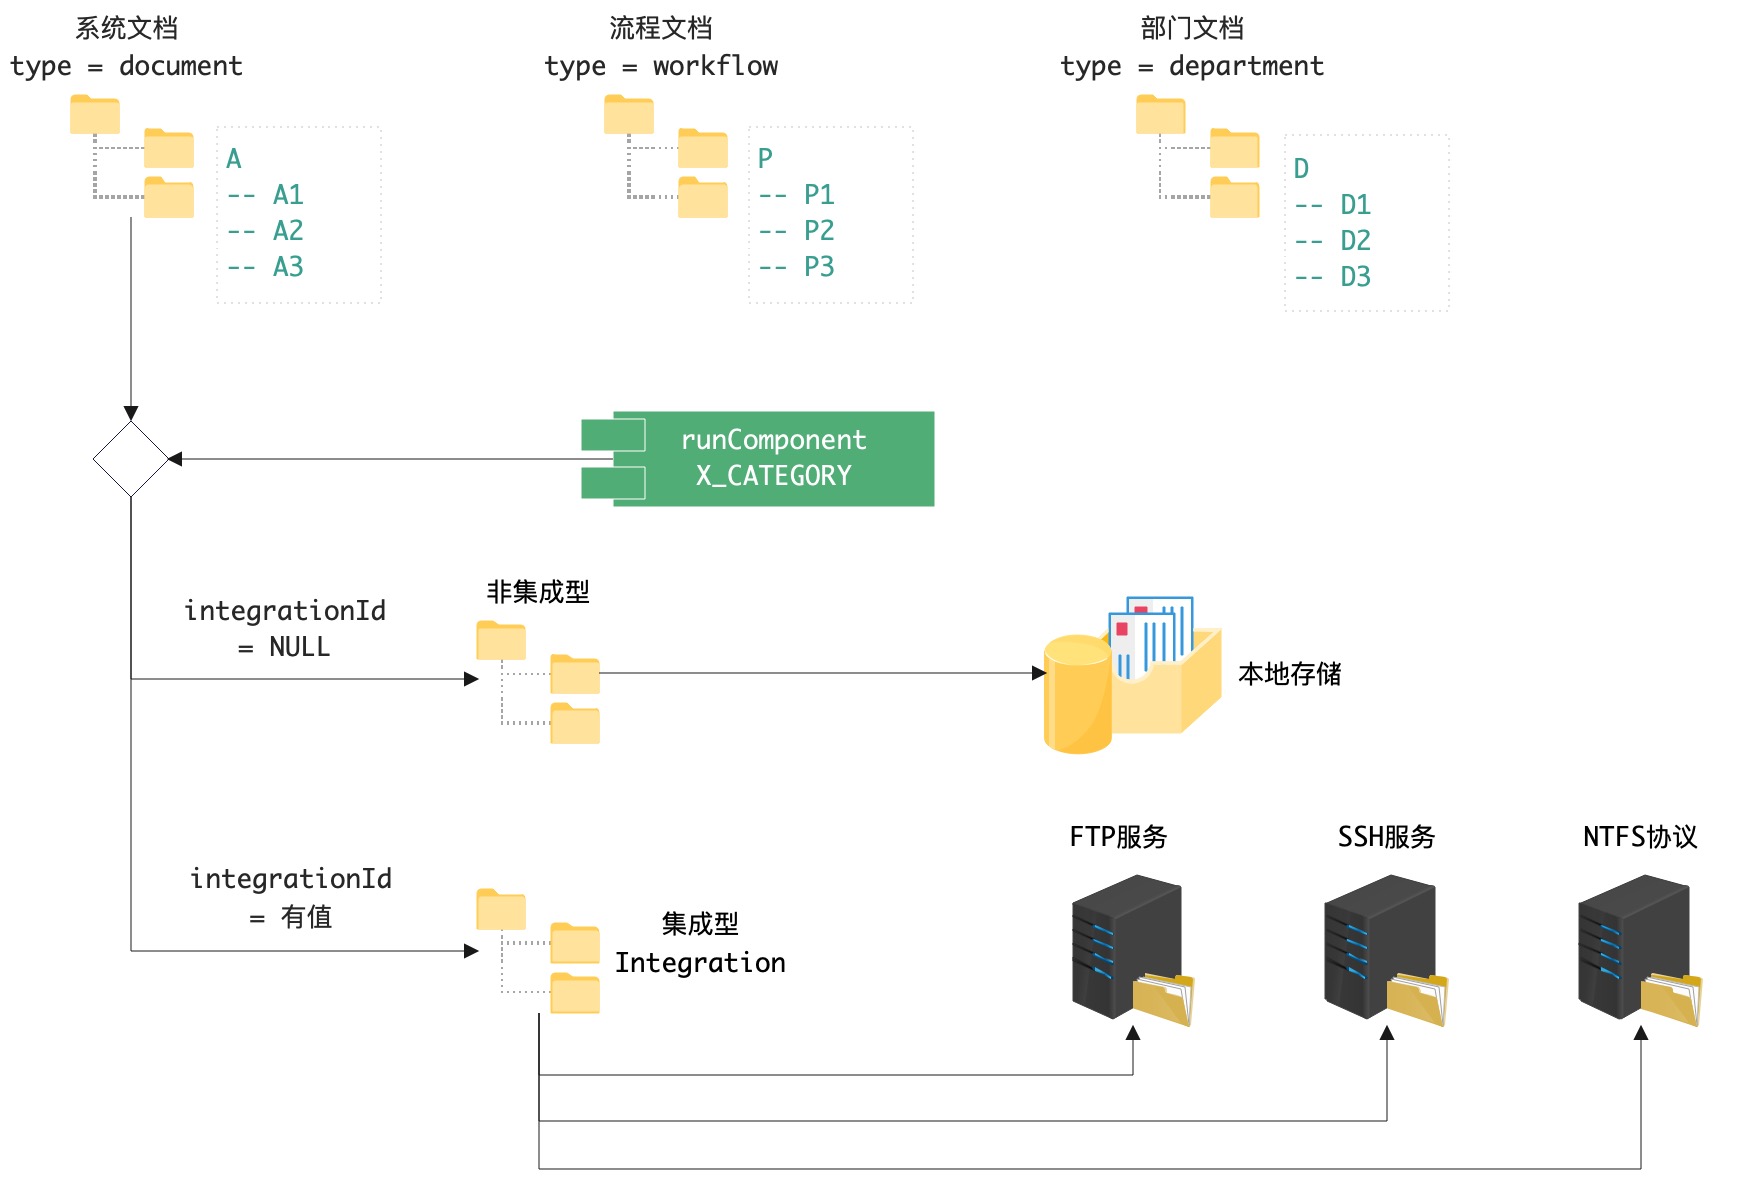 系统文档
type = document
流程文档
type = workflow
部门文档
type = department
A
-- A1
-- A2
-- A3
P
-- P1
-- P2
-- P3
D
-- D1
-- D2
-- D3
runComponent
X_CATEGORY
integrationId
= NULL
非集成型
本地存储
integrationId
= 有值
集成型
Integration
FTP服务
SSH服务
NTFS协议